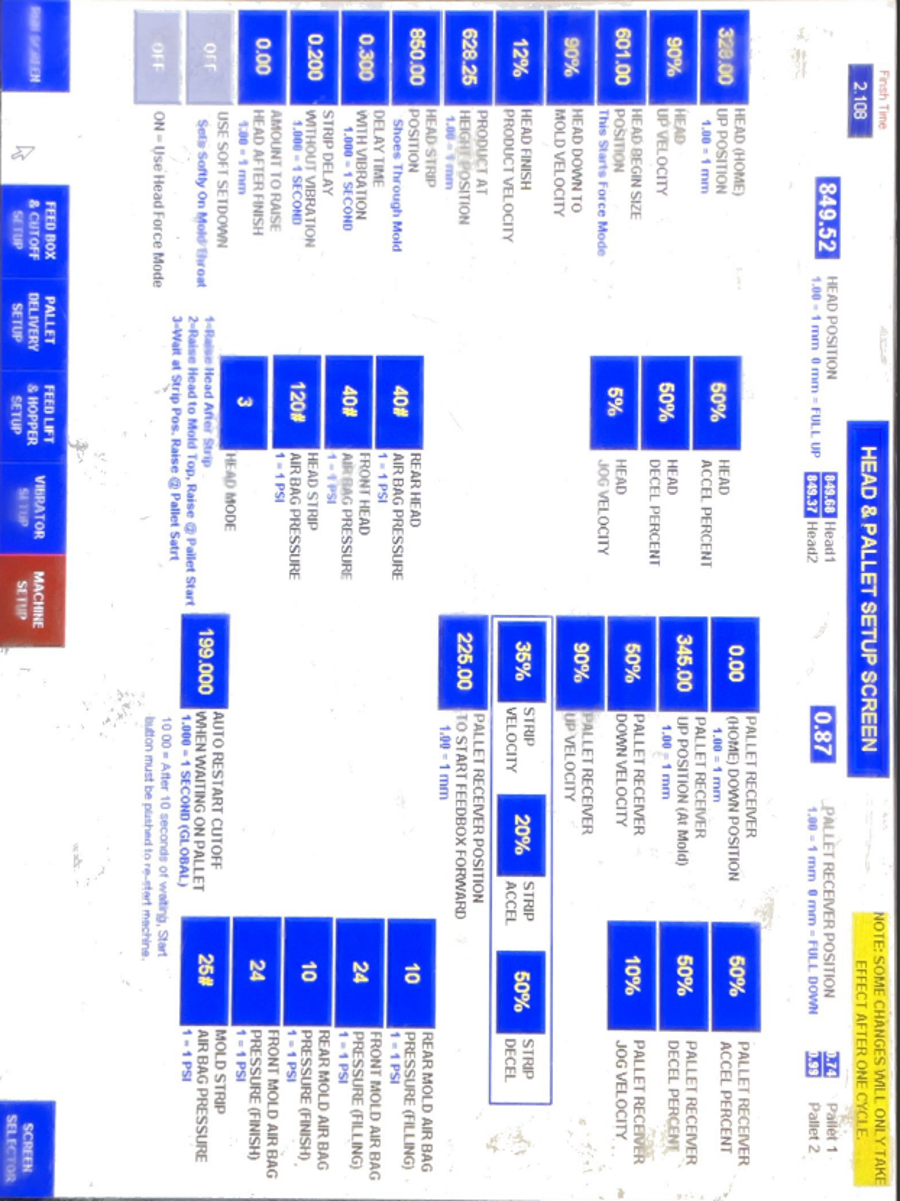 Finsh Time
2.108
HEAD & PALLET SETUP SCREEN
NOTE: SOME CHANGES WILL ONLY TAKE
EFFECT AFTER ONE CYCLE.
849.52
HEAD POSITION
1.00 = 1 mm 0 mm = FULL UP
849.68 Head1
849.37 Head2
0.87
PALLET RECEIVER POSITION
1.00 = 1 mm 0 mm = FULL DOWN
0.74 Pallet 1
0.99 Pallet 2
328.00
HEAD (HOME)
UP POSITION
1.00 = 1 mm
90%
HEAD
UP VELOCITY
601.00
HEAD BEGIN SIZE
POSITION
This Starts Force Mode
90%
HEAD DOWN TO
MOLD VELOCITY
12%
HEAD FINISH
PRODUCT VELOCITY
628.25
PRODUCT AT
HEIGHT POSITION
1.00 = 1 mm
850.00
HEAD STRIP
POSITION
Shoes Through Mold
0.300
DELAY TIME
WITH VIBRATION
1.000 = 1 SECOND
0.200
STRIP DELAY
WITHOUT VIBRATION
1.000 = 1 SECOND
0.00
AMOUNT TO RAISE
HEAD AFTER FINISH
1.00 = 1 mm
OFF
USE SOFT SETDOWN
Sets Softly On Mold Throat
OFF
ON = Use Head Force Mode
50%
HEAD
ACCEL PERCENT
50%
HEAD
DECEL PERCENT
5%
HEAD
JOG VELOCITY
40#
REAR HEAD
AIR BAG PRESSURE
1 = 1 PSI
40#
FRONT HEAD
AIR BAG PRESSURE
1 = 1 PSI
120#
HEAD STRIP
AIR BAG PRESSURE
1 = 1 PSI
3
HEAD MODE
1=Raise Head After Strip
2=Raise Head to Mold Top, Raise @ Pallet Start
3=Wait at Strip Pos. Raise @ Pallet Satrt
0.00
PALLET RECEIVER
(HOME) DOWN POSITION
1.00 = 1 mm
345.00
PALLET RECEIVER
UP POSITION (At Mold)
1.00 = 1 mm
50%
PALLET RECEIVER
DOWN VELOCITY
90%
PALLET RECEIVER
UP VELOCITY
35%
STRIP
VELOCITY
20%
STRIP
ACCEL
50%
STRIP
DECEL
225.00
PALLET RECEIVER POSITION
TO START FEEDBOX FORWARD
1.00 = 1 mm
199.000
AUTO RESTART CUTOFF
WHEN WAITING ON PALLET
1.000 = 1 SECOND (GLOBAL)
10.00 = After 10 seconds of waiting, Start
button must be pushed to re-start machine.
50%
PALLET RECEIVER
ACCEL PERCENT
50%
PALLET RECEIVER
DECEL PERCENT
10%
PALLET RECEIVER
JOG VELOCITY
10
REAR MOLD AIR BAG
PRESSURE (FILLING)
1 = 1 PSI
24
FRONT MOLD AIR BAG
PRESSURE (FILLING)
1 = 1 PSI
10
REAR MOLD AIR BAG
PRESSURE (FINISH)
1 = 1 PSI
24
FRONT MOLD AIR BAG
PRESSURE (FINISH)
1 = 1 PSI
25#
MOLD STRIP
AIR BAG PRESSURE
1 = 1 PSI
SCREEN
FEED BOX
& CUTOFF
SETUP
PALLET
DELIVERY
SETUP
FEED LIFT
& HOPPER
SETUP
VIBRATOR
SETUP
MACHINE
SETUP
SCREEN
SELECTOR